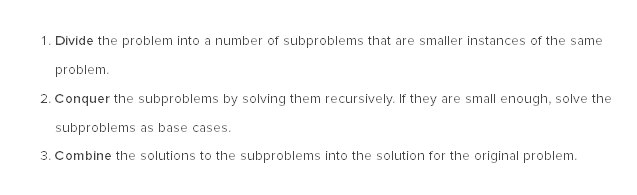 1. Divide the problem into a number of subproblems that are smaller instances of the same
problem.
2. Conquer the subproblems by solving them recursively. If they are small enough, solve the
subproblems as base cases.
3. Combine the solutions to the subproblems into the solution for the original problem.